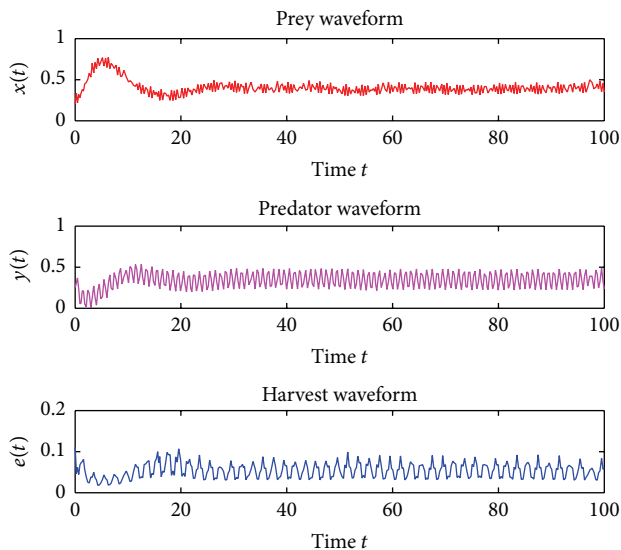 Prey waveform
1
0.5
0
x(t)
0 20 40 60 80 100
Time t
Predator waveform
1
0.5
0
y(t)
0 20 40 60 80 100
Time t
Harvest waveform
0.2
0.1
0
e(t)
0 20 40 60 80 100
Time t